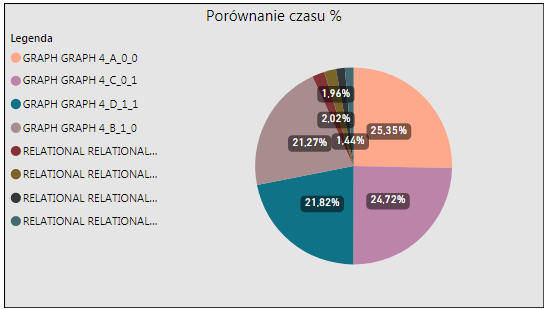 Porównanie czasu %
Legenda
GRAPH GRAPH 4_A_0_0
GRAPH GRAPH 4_C_0_1
GRAPH GRAPH 4_D_1_1
GRAPH GRAPH 4_B_1_0
RELATIONAL RELATIONAL...
RELATIONAL RELATIONAL...
RELATIONAL RELATIONAL...
RELATIONAL RELATIONAL...
1,96%
2,02%
1,44%
25,35%
21,27%
24,72%
21,82%